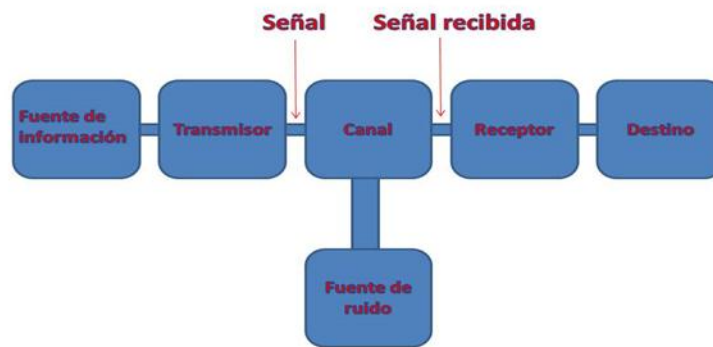 Señal
Señal recibida
Fuente de
información
Transmisor
Canal
Receptor
Destino
Fuente de
ruido